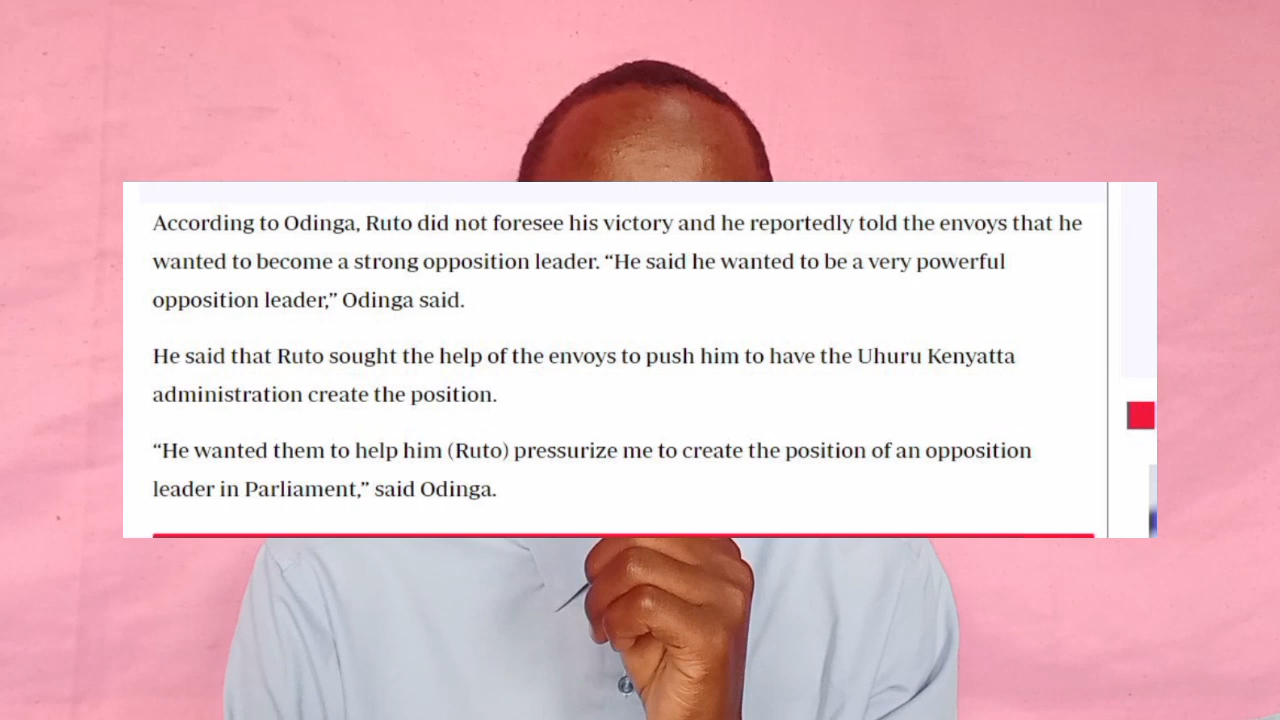 According to Odinga, Ruto did not foresee his victory and he reportedly told the envoys that he
wanted to become a strong opposition leader. “He said he wanted to be a very powerful
opposition leader,” Odinga said.
He said that Ruto sought the help of the envoys to push him to have the Uhuru Kenyatta
administration create the position.
“He wanted them to help him (Ruto) pressurize me to create the position of an opposition
leader in Parliament,” said Odinga.